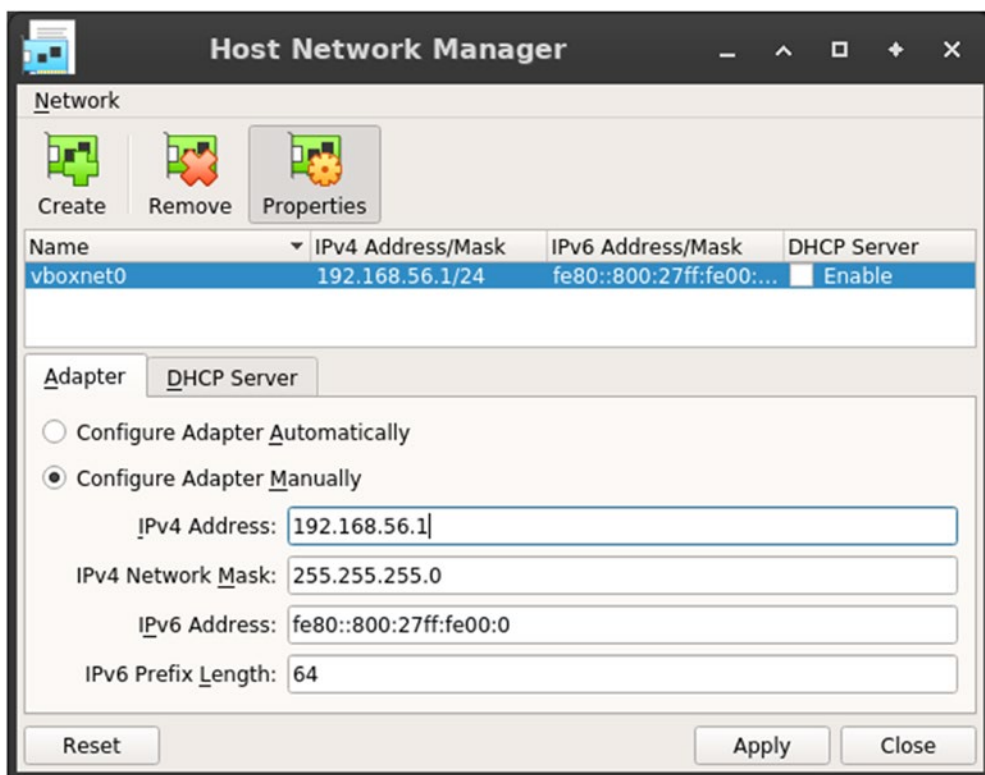 Host Network Manager
Network
Create Remove Properties
Name IPv4 Address/Mask IPv6 Address/Mask DHCP Server
vboxnet0 192.168.56.1/24 fe80::800:27ff:fe00:... Enable
Adapter DHCP Server
Configure Adapter Automatically
Configure Adapter Manually
IPv4 Address: 192.168.56.1
IPv4 Network Mask: 255.255.255.0
IPv6 Address: fe80::800:27ff:fe00:0
IPv6 Prefix Length: 64
Reset Apply Close